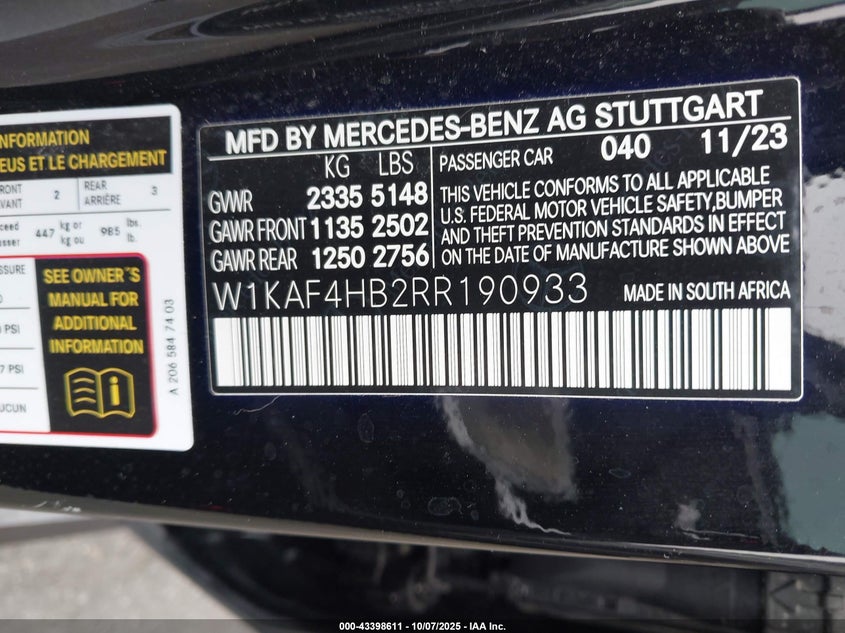 INFORMATION
EUS ET LE CHARGEMENT
FRONT 2 REAR 3
AVANT ARRIÈRE
exceed 447 kg or 985 lbs.
kg ou lb.
SEE OWNER´S
MANUAL FOR
ADDITIONAL
INFORMATION
PSI
7 PSI
AUCUN
A 206 584 74 03
MFD BY MERCEDES-BENZ AG STUTTGART
KG LBS
GVWR 2335 5148
GAWR FRONT 1135 2502
GAWR REAR 1250 2756
PASSENGER CAR 040 11/23
THIS VEHICLE CONFORMS TO ALL APPLICABLE
U.S. FEDERAL MOTOR VEHICLE SAFETY,BUMPER
AND THEFT PREVENTION STANDARDS IN EFFECT
ON THE DATE OF MANUFACTURE SHOWN ABOVE
W1KAF4HB2RR190933 MADE IN SOUTH AFRICA
000-43398611 - 10/07/2025 - IAA Inc.